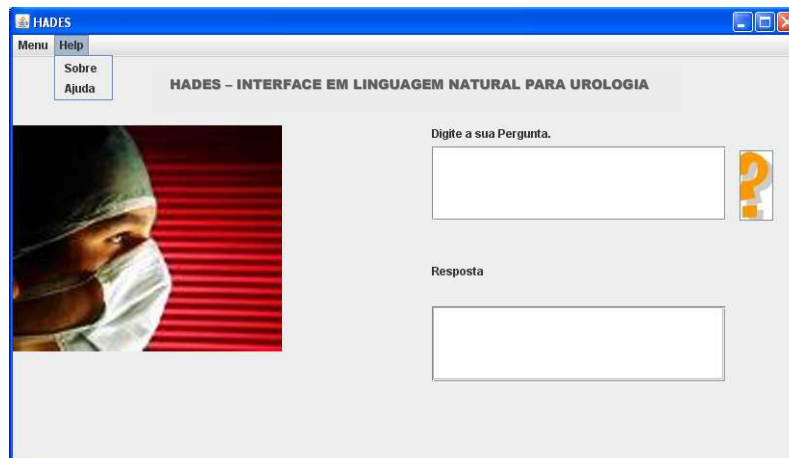 HADES
Menu Help
Sobre
Ajuda
HADES – INTERFACE EM LINGUAGEM NATURAL PARA UROLOGIA
Digite a sua Pergunta.
?
Resposta